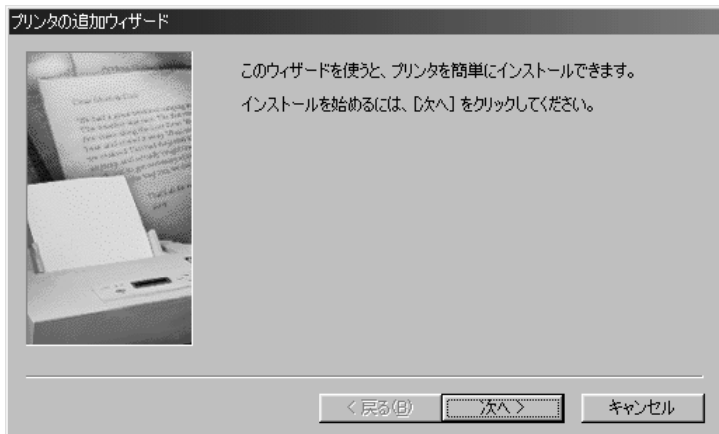 プリンタの追加ウィザード
このウィザードを使うと、プリンタを簡単にインストールできます。
インストールを始めるには、[次へ] をクリックしてください。
< 戻る(B)
次へ >
キャンセル